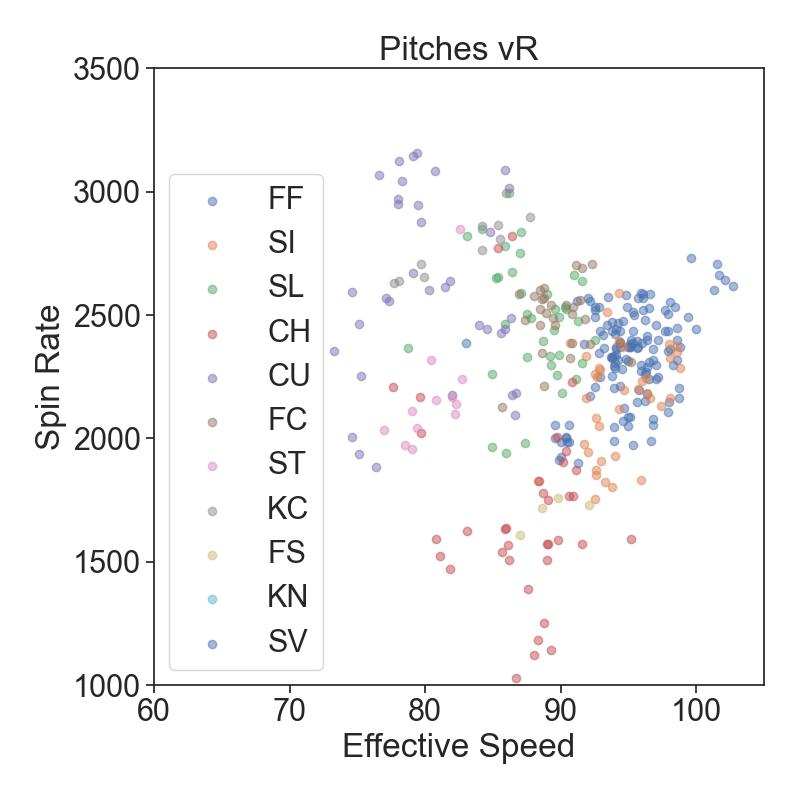 Pitches vR
3500
3000
2500
2000
1500
1000
Spin Rate
FF
SI
SL
CH
CU
FC
ST
KC
FS
KN
SV
60 70 80 90 100
Effective Speed